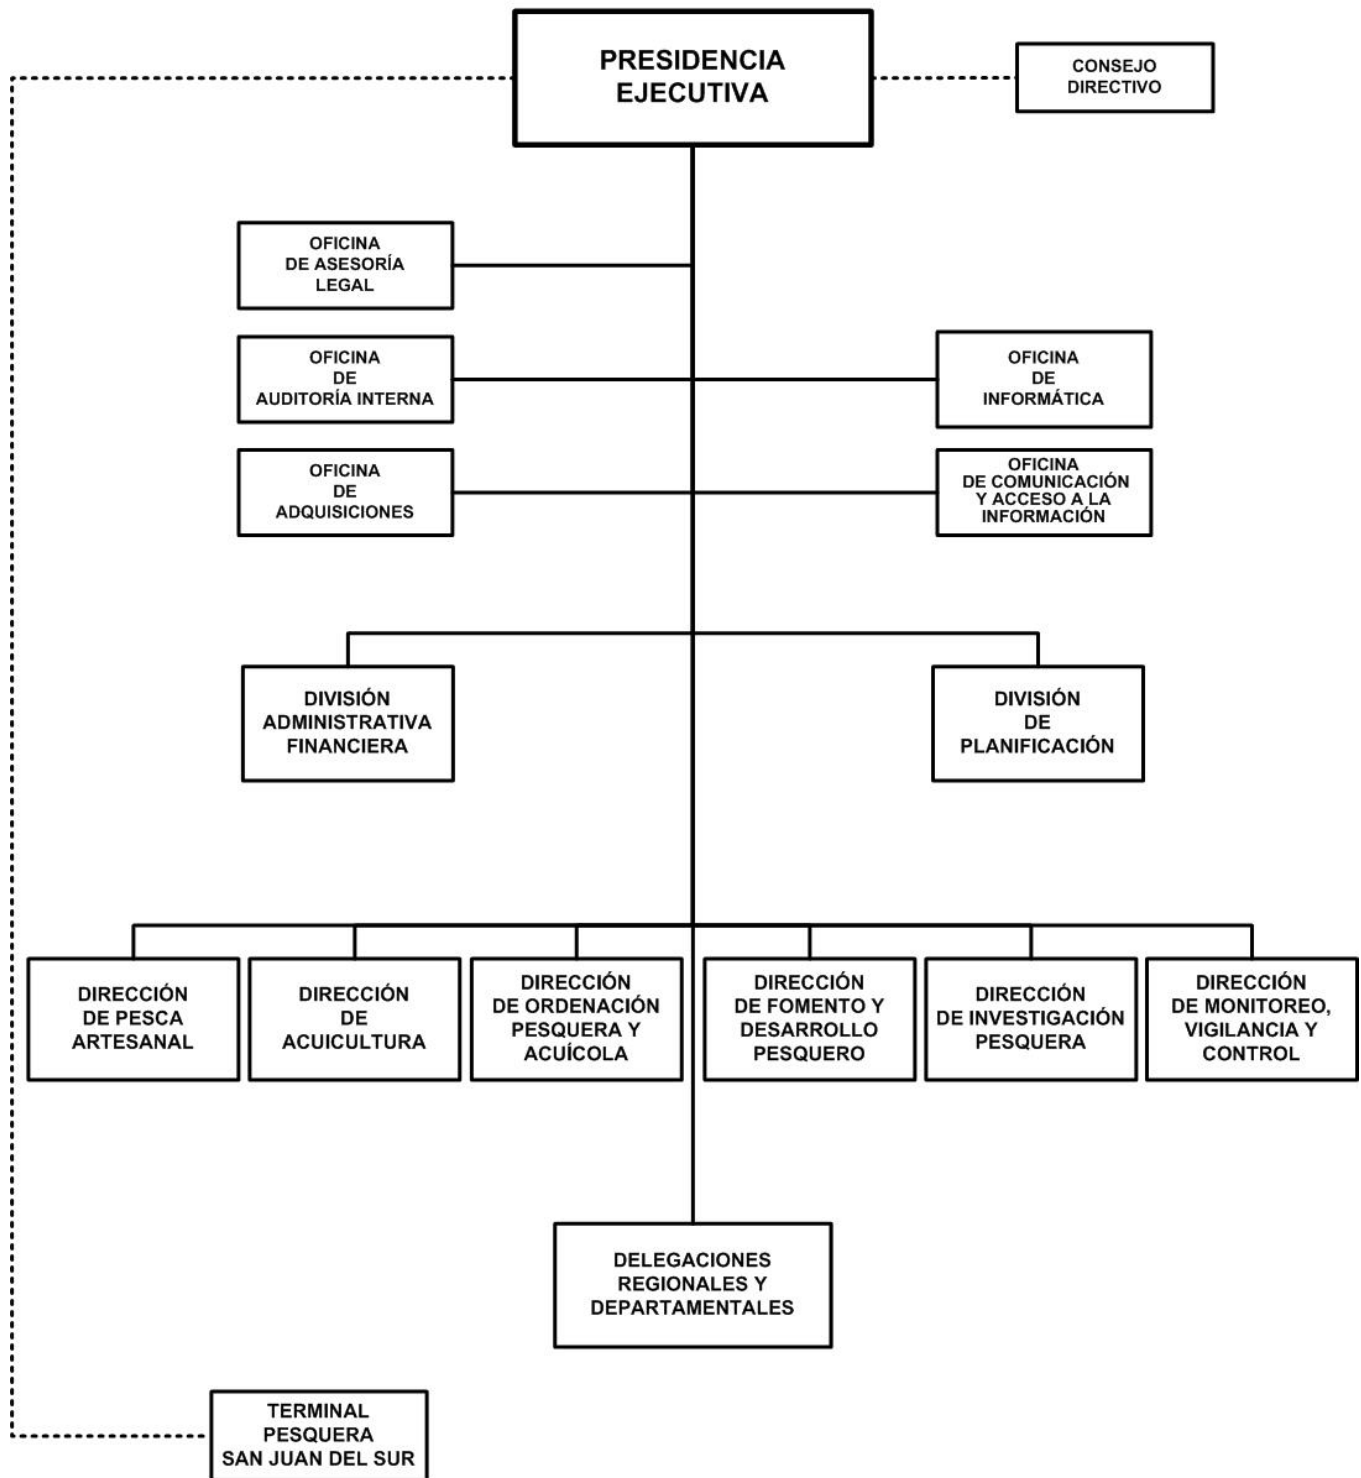 PRESIDENCIA
EJECUTIVA
CONSEJO
DIRECTIVO
OFICINA
DE ASESORÍA
LEGAL
OFICINA
DE
AUDITORÍA INTERNA
OFICINA
DE
INFORMÁTICA
OFICINA
DE
ADQUISICIONES
OFICINA
DE COMUNICACIÓN
Y ACCESO A LA
INFORMACIÓN
DIVISIÓN
ADMINISTRATIVA
FINANCIERA
DIVISIÓN
DE
PLANIFICACIÓN
DIRECCIÓN
DE PESCA
ARTESANAL
DIRECCIÓN
DE
ACUICULTURA
DIRECCIÓN
DE ORDENACIÓN
PESQUERA Y
ACUÍCOLA
DIRECCIÓN
DE FOMENTO Y
DESARROLLO
PESQUERO
DIRECCIÓN
DE INVESTIGACIÓN
PESQUERA
DIRECCIÓN
DE MONITOREO,
VIGILANCIA Y
CONTROL
DELEGACIONES
REGIONALES Y
DEPARTAMENTALES
TERMINAL
PESQUERA
SAN JUAN DEL SUR